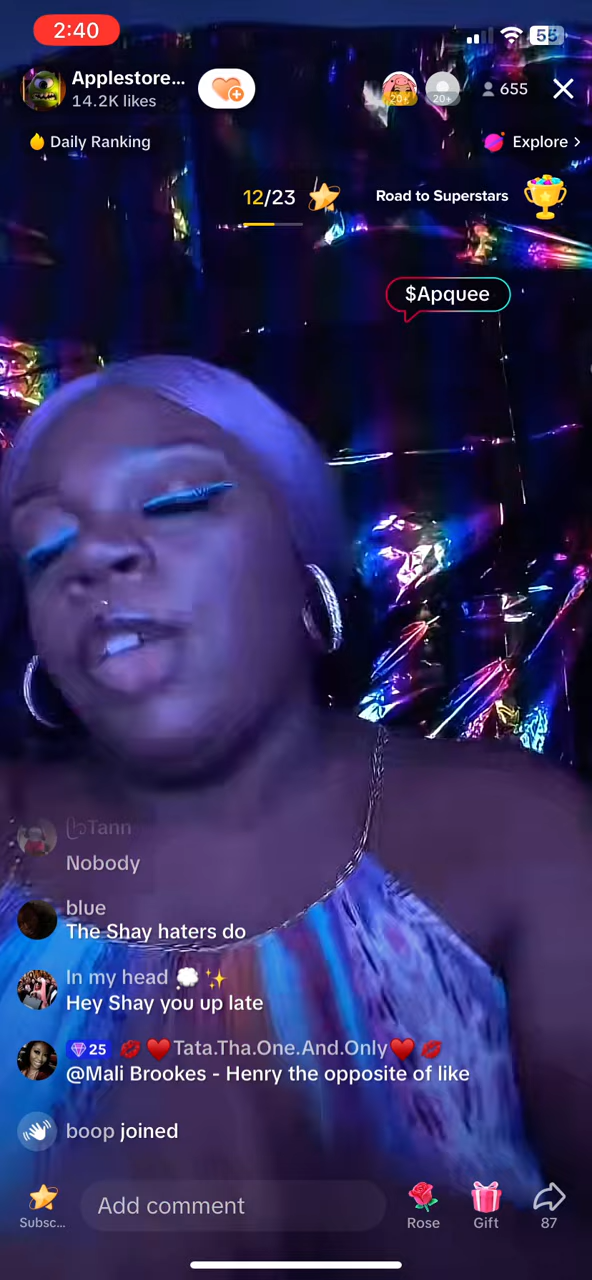 2:40
55
Applestore...
14.2K likes
20+
20+
655
Daily Ranking
Explore >
12/23
Road to Superstars
$Apquee
Tann
Nobody
blue
The Shay haters do
In my head 💭✨
Hey Shay you up late
25 💋❤️Tata.Tha.One.And.Only❤️💋
@Mali Brookes - Henry the opposite of like
boop joined
Subsc...
Add comment
Rose
Gift
87